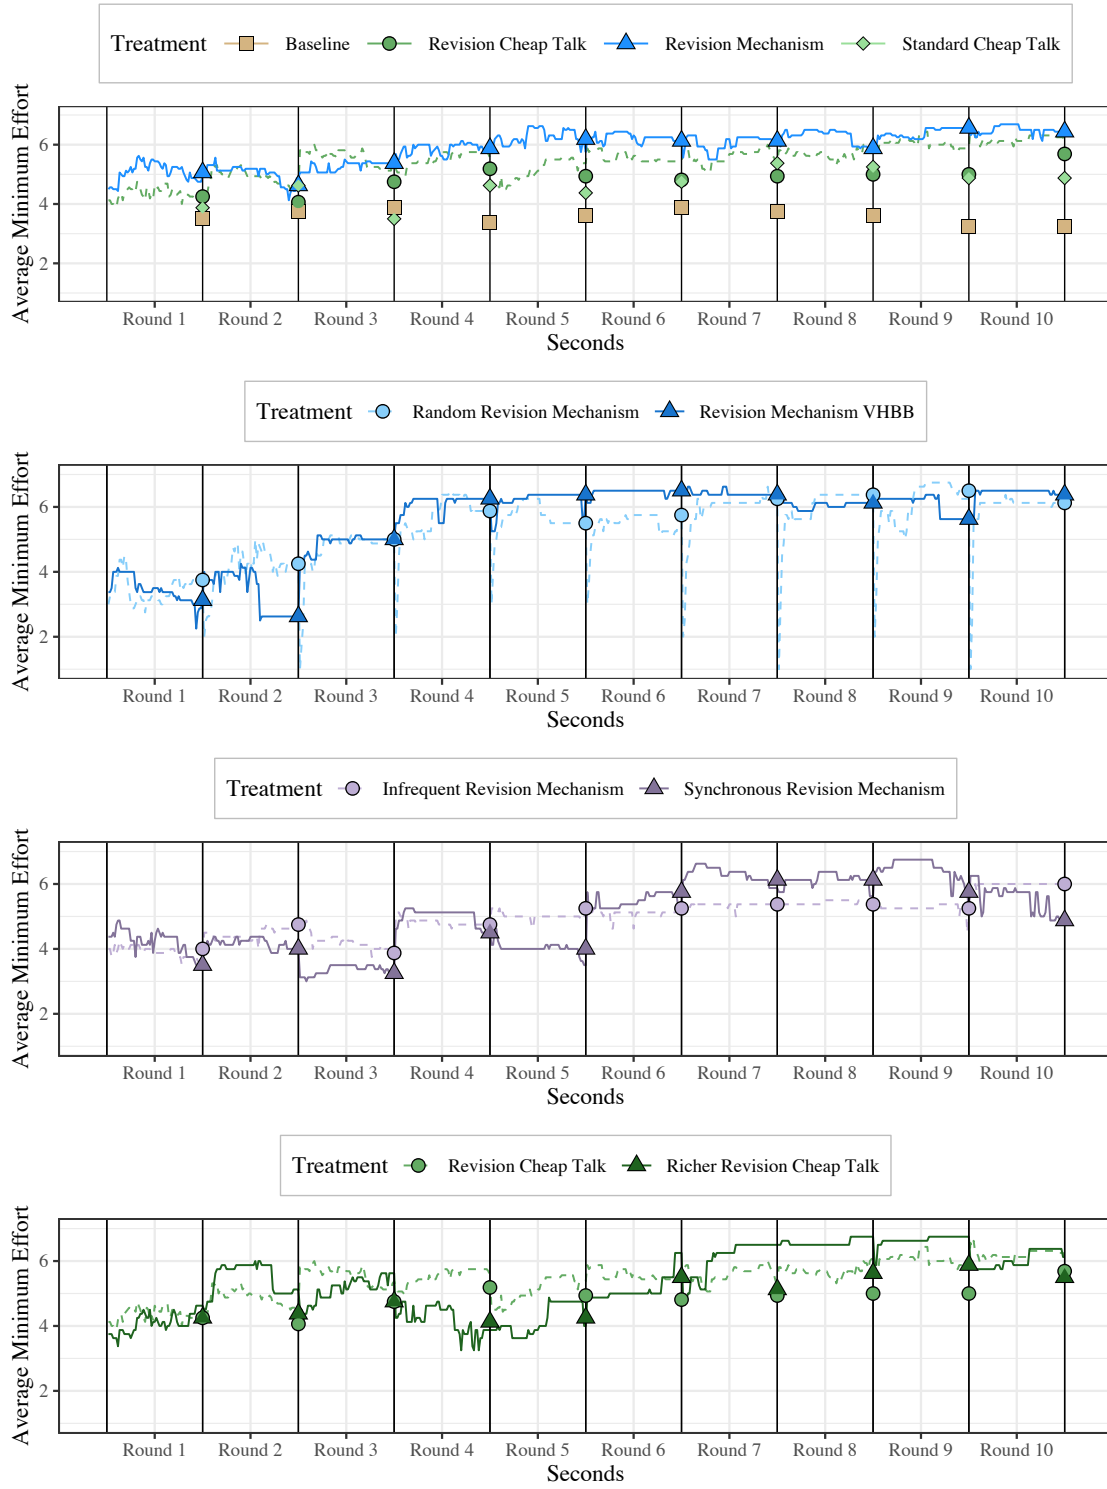 Treatment Baseline Revision Cheap Talk Revision Mechanism Standard Cheap Talk
Average Minimum Effort
6
4
2
Round 1 Round 2 Round 3 Round 4 Round 5 Round 6 Round 7 Round 8 Round 9 Round 10
Seconds
Treatment Random Revision Mechanism Revision Mechanism VHBB
Average Minimum Effort
6
4
2
Round 1 Round 2 Round 3 Round 4 Round 5 Round 6 Round 7 Round 8 Round 9 Round 10
Seconds
Treatment Infrequent Revision Mechanism Synchronous Revision Mechanism
Average Minimum Effort
6
4
2
Round 1 Round 2 Round 3 Round 4 Round 5 Round 6 Round 7 Round 8 Round 9 Round 10
Seconds
Treatment Revision Cheap Talk Richer Revision Cheap Talk
Average Minimum Effort
6
4
2
Round 1 Round 2 Round 3 Round 4 Round 5 Round 6 Round 7 Round 8 Round 9 Round 10
Seconds